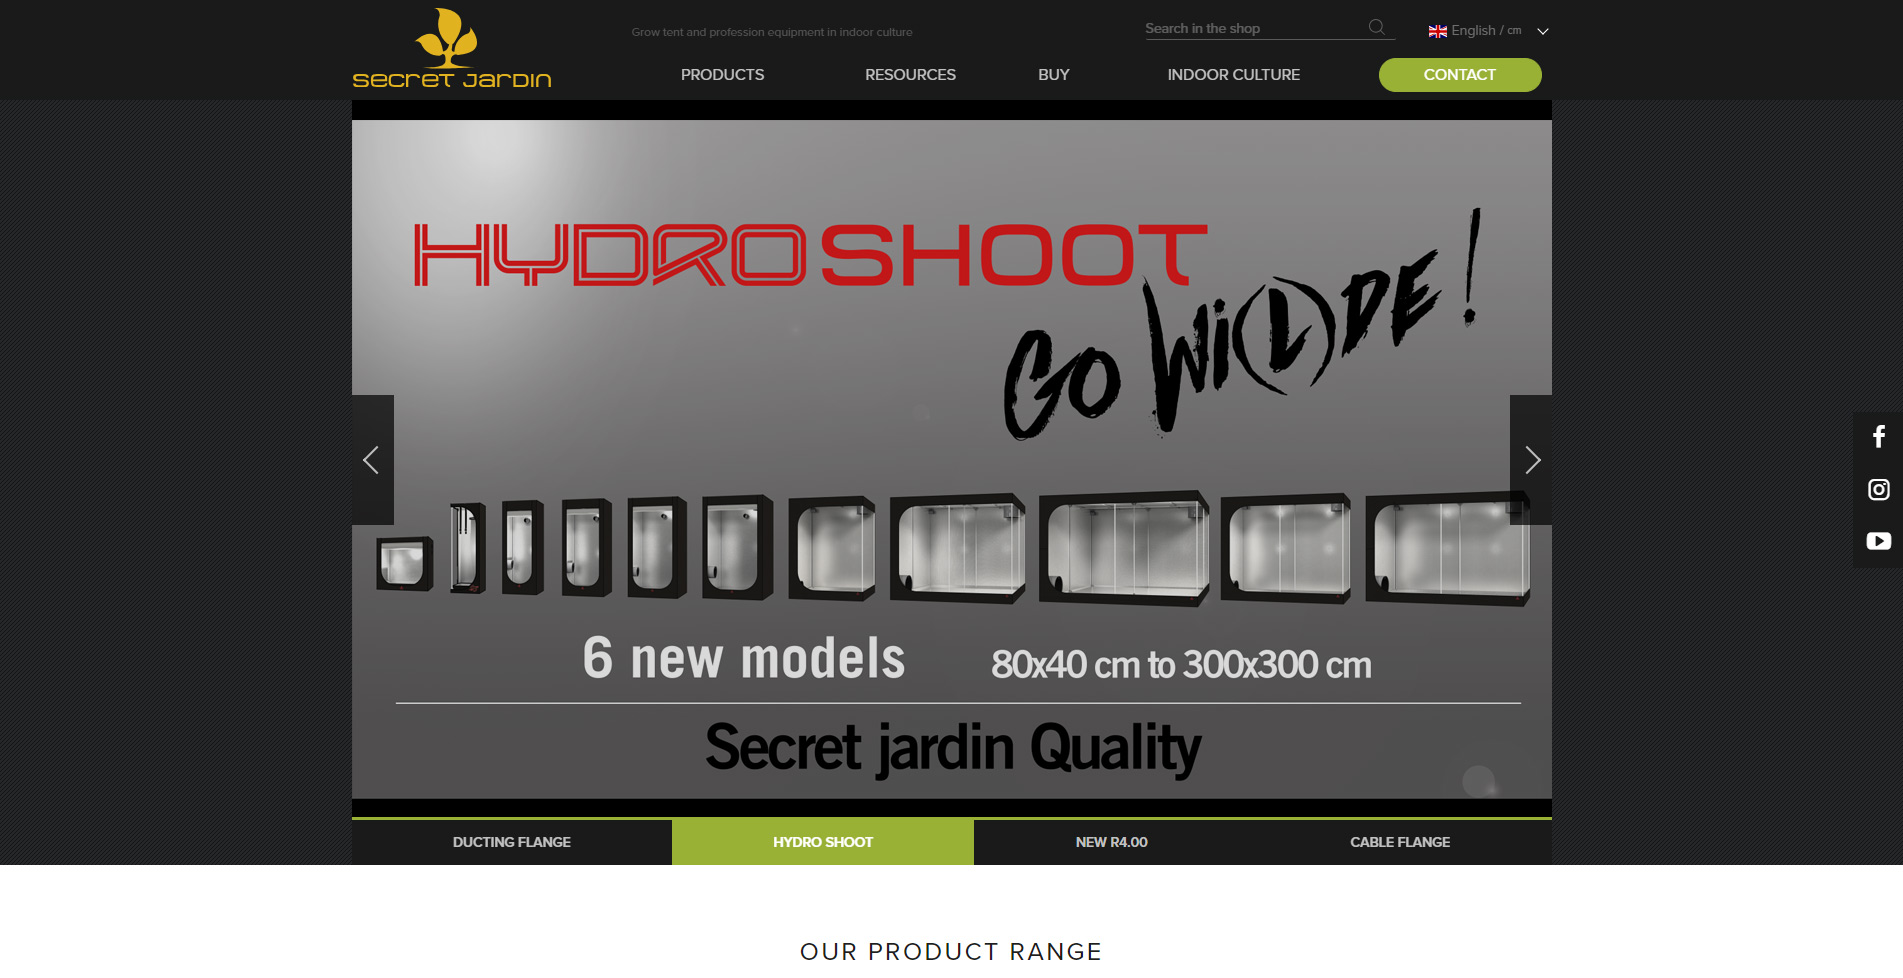 secret jardin
Grow tent and profession equipment in indoor culture
Search in the shop
English / cm
PRODUCTS
RESOURCES
BUY
INDOOR CULTURE
CONTACT
HYDRO SHOOT
GO Wi(L)DE!
6 new models
80x40 cm to 300x300 cm
Secret jardin Quality
DUCTING FLANGE
HYDRO SHOOT
NEW R4.00
CABLE FLANGE
OUR PRODUCT RANGE